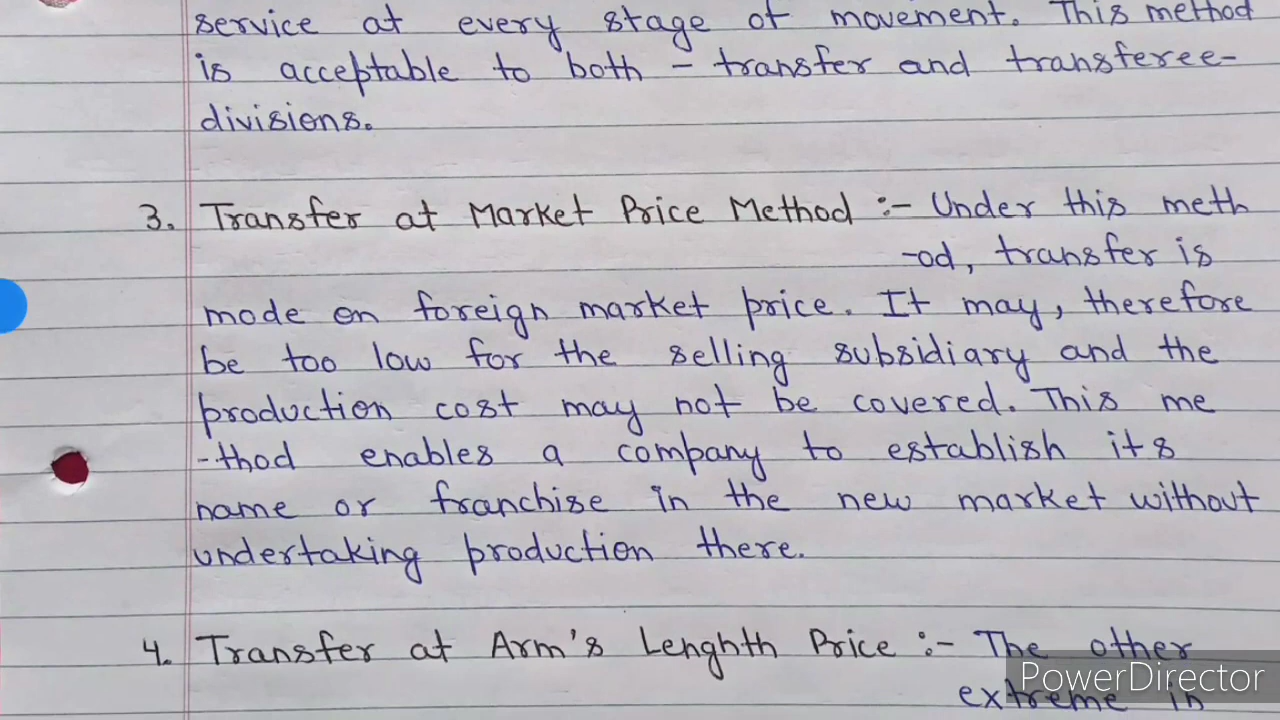 service at every stage of movement. This method
is acceptable to both - transfer and transferee-
divisions.
3. Transfer at Market Price Method :- Under this meth
-od, transfer is
mode on foreign market price. It may, therefore
be too low for the selling subsidiary and the
production cost may not be covered. This me
-thod enables a company to establish its
name or franchise in the new market without
undertaking production there.
4. Transfer at Arm's Lenghth Price :- The other
extreme in
PowerDirector